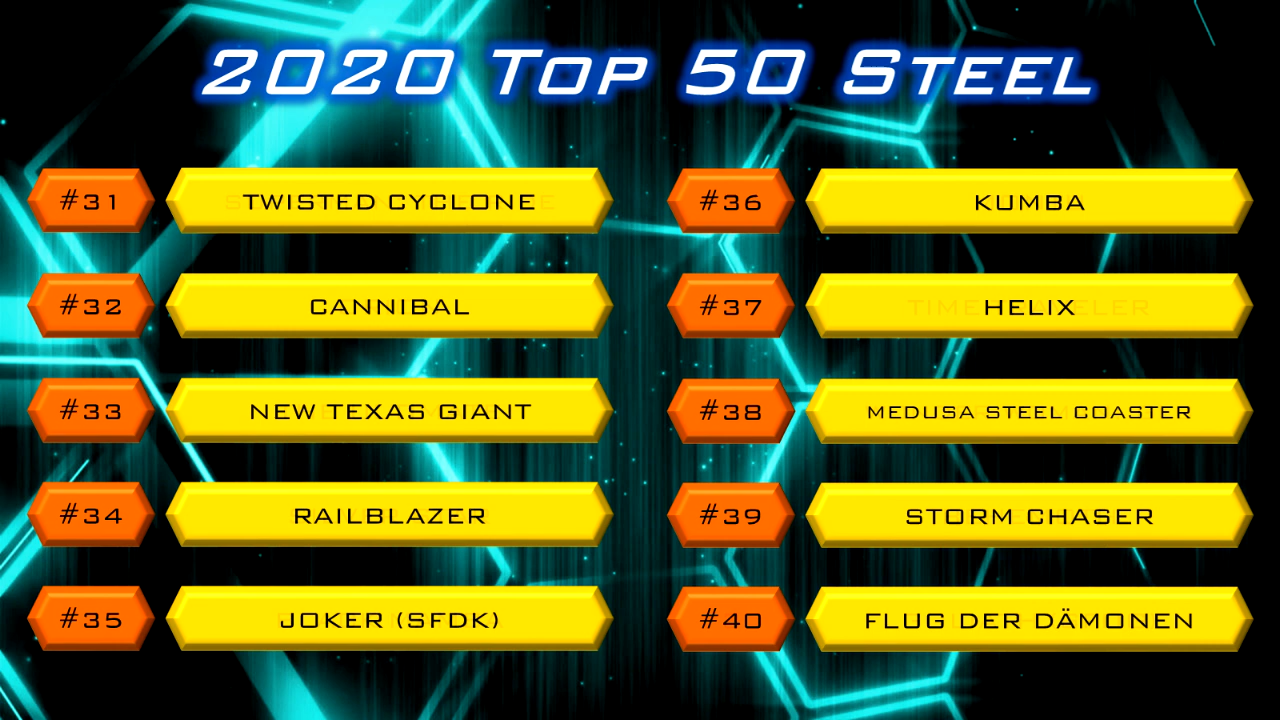 2020 Top 50 Steel
#31 TWISTED CYCLONE
#32 CANNIBAL
#33 NEW TEXAS GIANT
#34 RAILBLAZER
#35 JOKER (SFDK)
#36 KUMBA
#37 HELIX
#38 MEDUSA STEEL COASTER
#39 STORM CHASER
#40 FLUG DER DÄMONEN